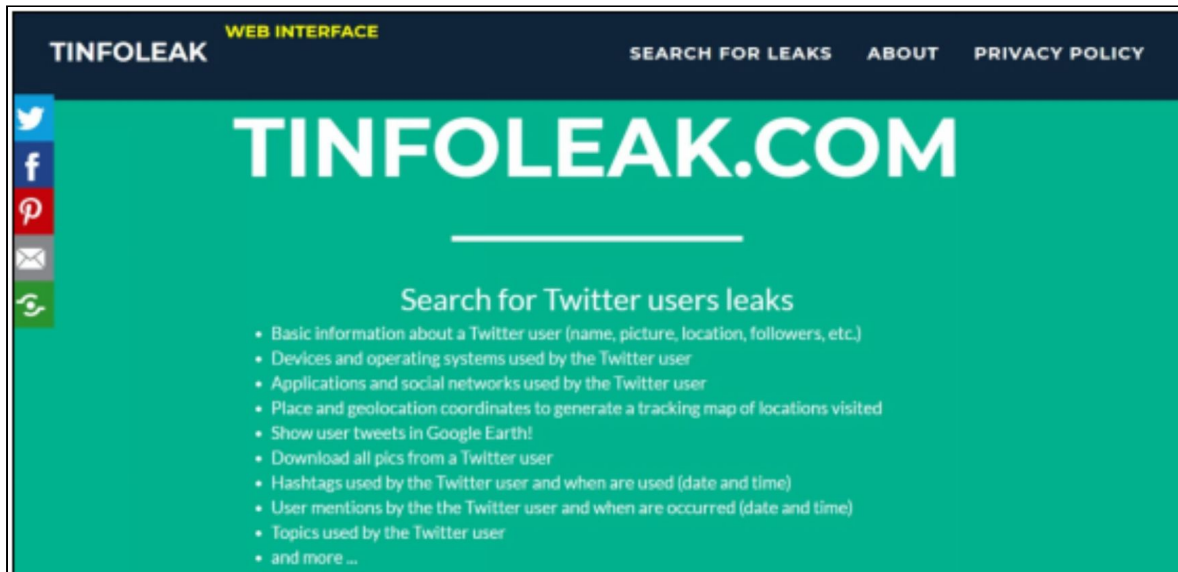 TINFOLEAK
WEB INTERFACE
SEARCH FOR LEAKS ABOUT PRIVACY POLICY
TINFOLEAK.COM
Search for Twitter users leaks
• Basic information about a Twitter user (name, picture, location, followers, etc.)
• Devices and operating systems used by the Twitter user
• Applications and social networks used by the Twitter user
• Place and geolocation coordinates to generate a tracking map of locations visited
• Show user tweets in Google Earth!
• Download all pics from a Twitter user
• Hashtags used by the Twitter user and when are used (date and time)
• User mentions by the the Twitter user and when are occurred (date and time)
• Topics used by the Twitter user
• and more ...